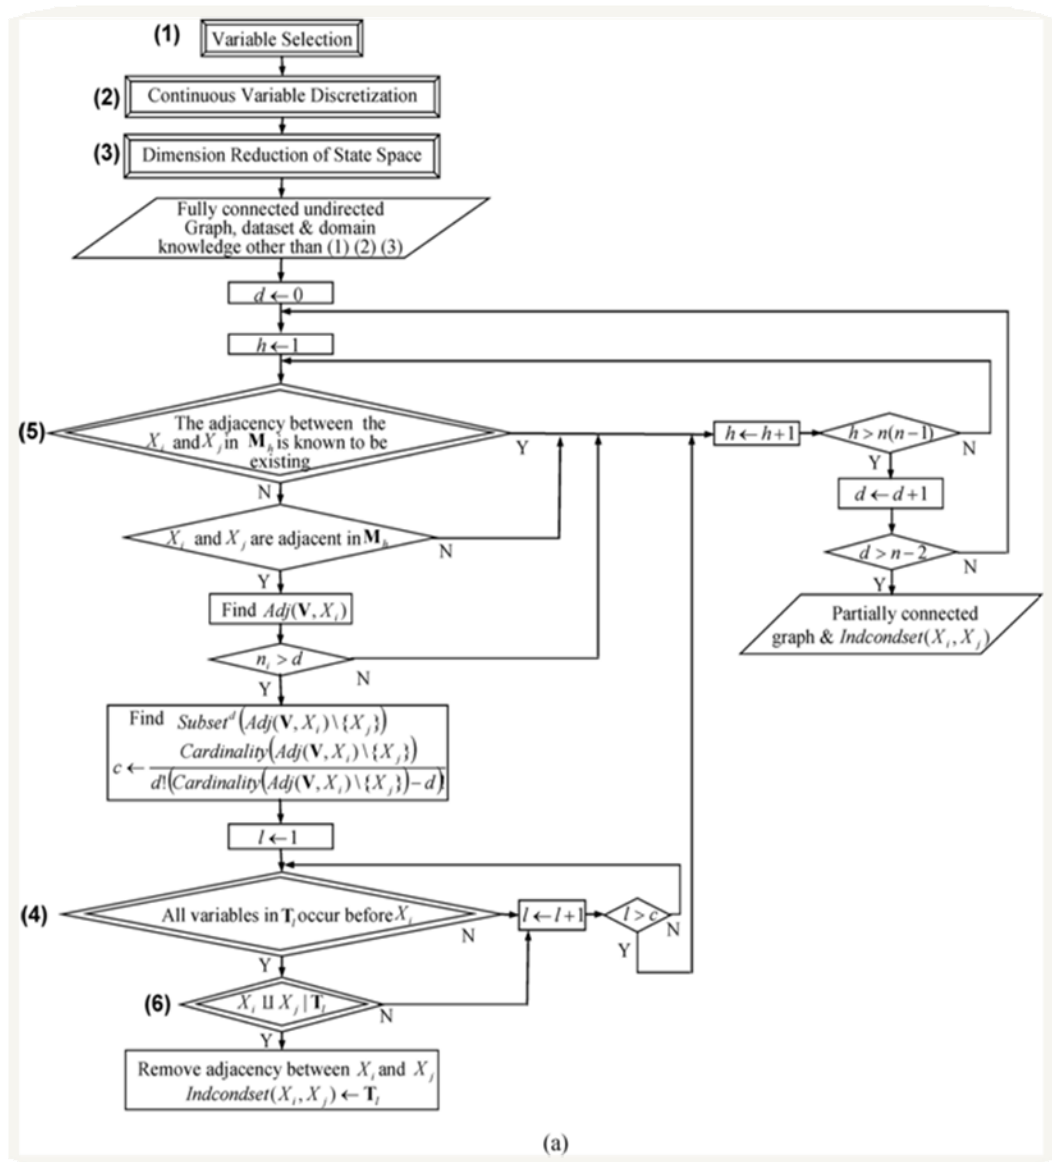 (1) Variable Selection
(2) Continuous Variable Discretization
(3) Dimension Reduction of State Space
Fully connected undirected
Graph, dataset & domain
knowledge other than (1) (2) (3)
d ← 0
h ← 1
(5) The adjacency between the
X_i and X_j in M_h is known to be
existing
Y
N
h ← h+1
h > n(n−1)
N
Y
d ← d+1
d > n−2
N
Y
Partially connected
graph & Indcondset(X_i, X_j)
X_i and X_j are adjacent in M_h
N
Y
Find Adj(V, X_i)
n_i > d
N
Y
Find Subset^d(Adj(V, X_i)\{X_j})
c ← Cardinality(Adj(V, X_i)\{X_j})
d!(Cardinality(Adj(V, X_i)\{X_j})−d)!
l ← 1
(4) All variables in T_l occur before X_i
N
Y
l ← l+1
l > c
N
Y
(6) X_i ⫫ X_j | T_l
N
Y
Remove adjacency between X_i and X_j
Indcondset(X_i, X_j) ← T_l
(a)